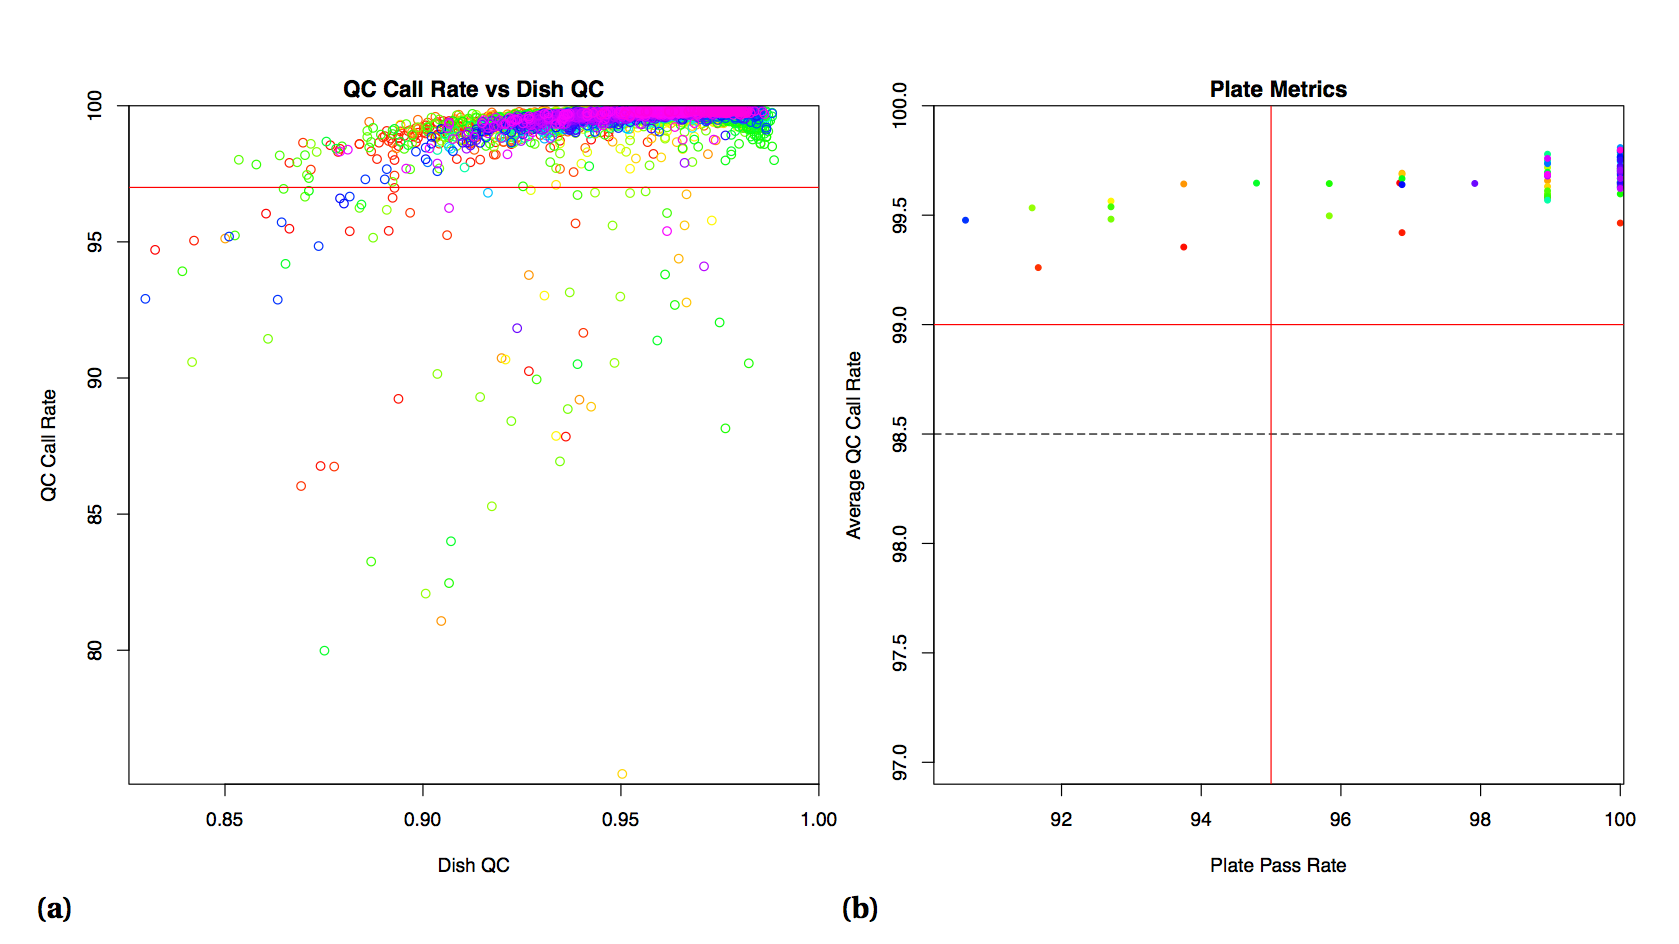 QC Call Rate vs Dish QC
QC Call Rate
100
95
90
85
80
0.85 0.90 0.95 1.00
Dish QC
(a)
Plate Metrics
Average QC Call Rate
100.0
99.5
99.0
98.5
98.0
97.5
97.0
92 94 96 98 100
Plate Pass Rate
(b)